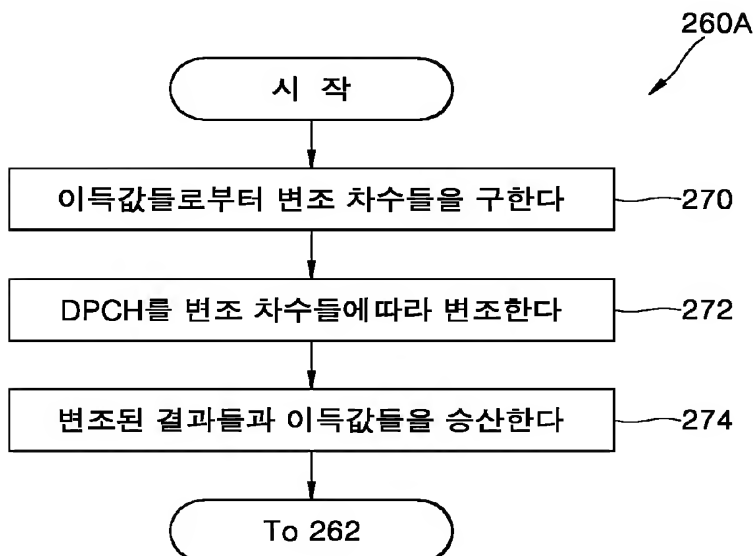 260A
시 작
이득값들로부터 변조 차수들을 구한다
270
DPCH를 변조 차수들에따라 변조한다
272
변조된 결과들과 이득값들을 승산한다
274
To 262